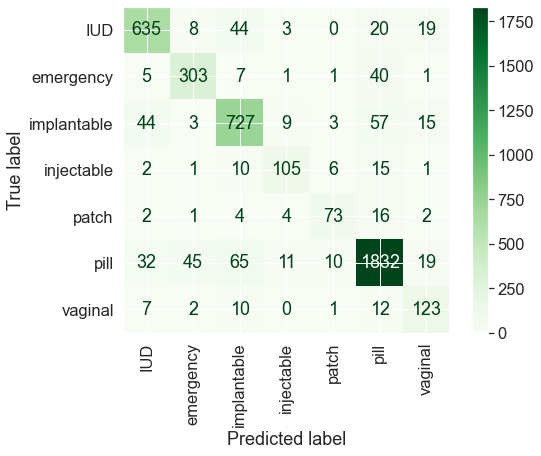 True label
IUD 635 8 44 3 0 20 19
emergency 5 303 7 1 1 40 1
implantable 44 3 727 9 3 57 15
injectable 2 1 10 105 6 15 1
patch 2 1 4 4 73 16 2
pill 32 45 65 11 10 1832 19
vaginal 7 2 10 0 1 12 123
IUD emergency implantable injectable patch pill vaginal
Predicted label
1750
1500
1250
1000
750
500
250
0